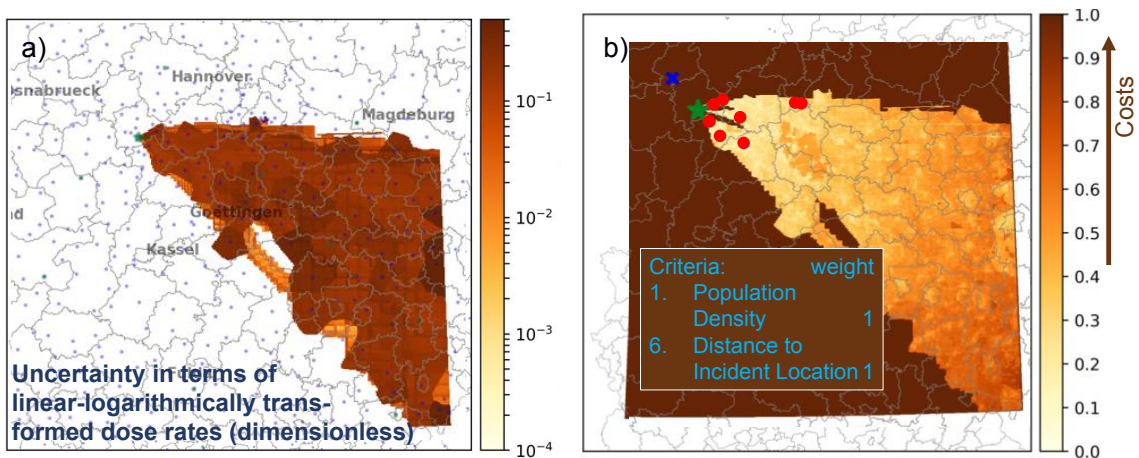 a)
Hannover
snabrueck
Magdeburg
Goettingen
Kassel
Uncertainty in terms of
linear-logarithmically trans-
formed dose rates (dimensionless)
10⁻¹
10⁻²
10⁻³
10⁻⁴
b)
Criteria: weight
1. Population
Density 1
6. Distance to
Incident Location 1
1.0
0.9
0.8
0.7
0.6
0.5
0.4
0.3
0.2
0.1
0.0
Costs